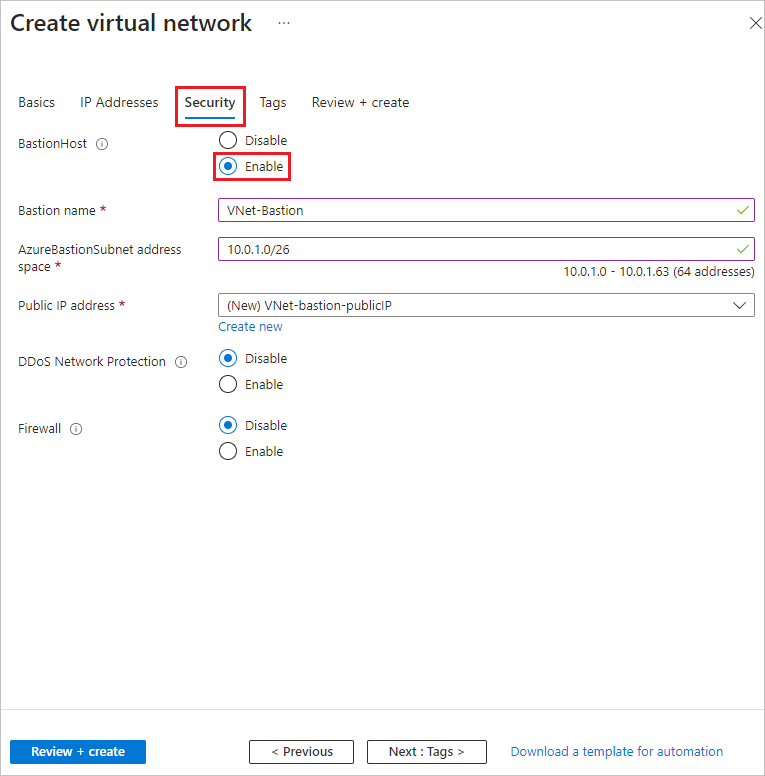 Create virtual network ...
Basics IP Addresses Security Tags Review + create
BastionHost Disable
Enable
Bastion name * VNet-Bastion
AzureBastionSubnet address space * 10.0.1.0/26
10.0.1.0 - 10.0.1.63 (64 addresses)
Public IP address * (New) VNet-bastion-publicIP
Create new
DDoS Network Protection Disable
Enable
Firewall Disable
Enable
Review + create < Previous Next : Tags > Download a template for automation